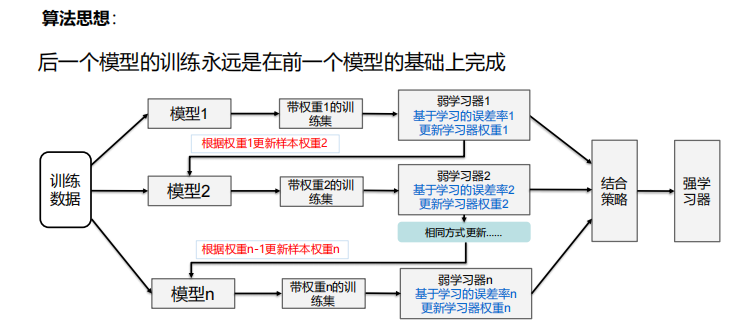 算法思想：
后一个模型的训练永远是在前一个模型的基础上完成
训练
数据
模型1
带权重1的训
练集
弱学习器1
基于学习的误差率1
更新学习器权重1
根据权重1更新样本权重2
模型2
带权重2的训
练集
弱学习器2
基于学习的误差率2
更新学习器权重2
相同方式更新......
根据权重n-1更新样本权重n
模型n
带权重n的训
练集
弱学习器n
基于学习的误差率n
更新学习器权重n
结合
策略
强学
习器